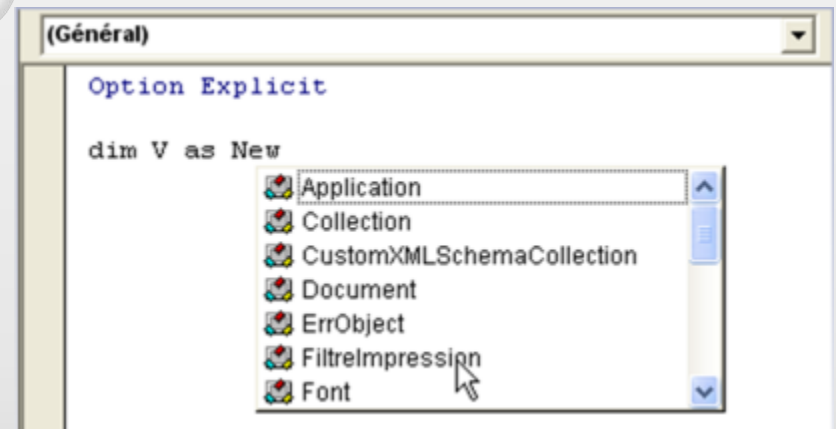 (Général)
Option Explicit
dim V as New
Application
Collection
CustomXMLSchemaCollection
Document
ErrObject
FiltreImpression
Font